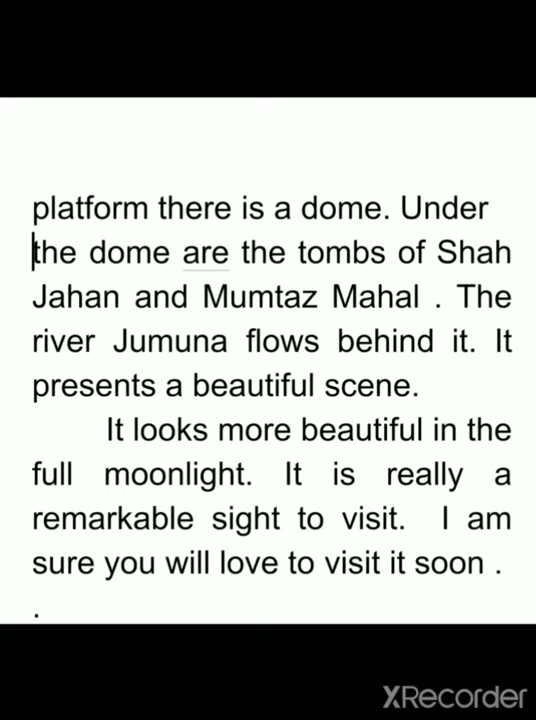 platform there is a dome. Under
the dome are the tombs of Shah
Jahan and Mumtaz Mahal . The
river Jumuna flows behind it. It
presents a beautiful scene.
It looks more beautiful in the
full moonlight. It is really a
remarkable sight to visit. I am
sure you will love to visit it soon .
.
XRecorder